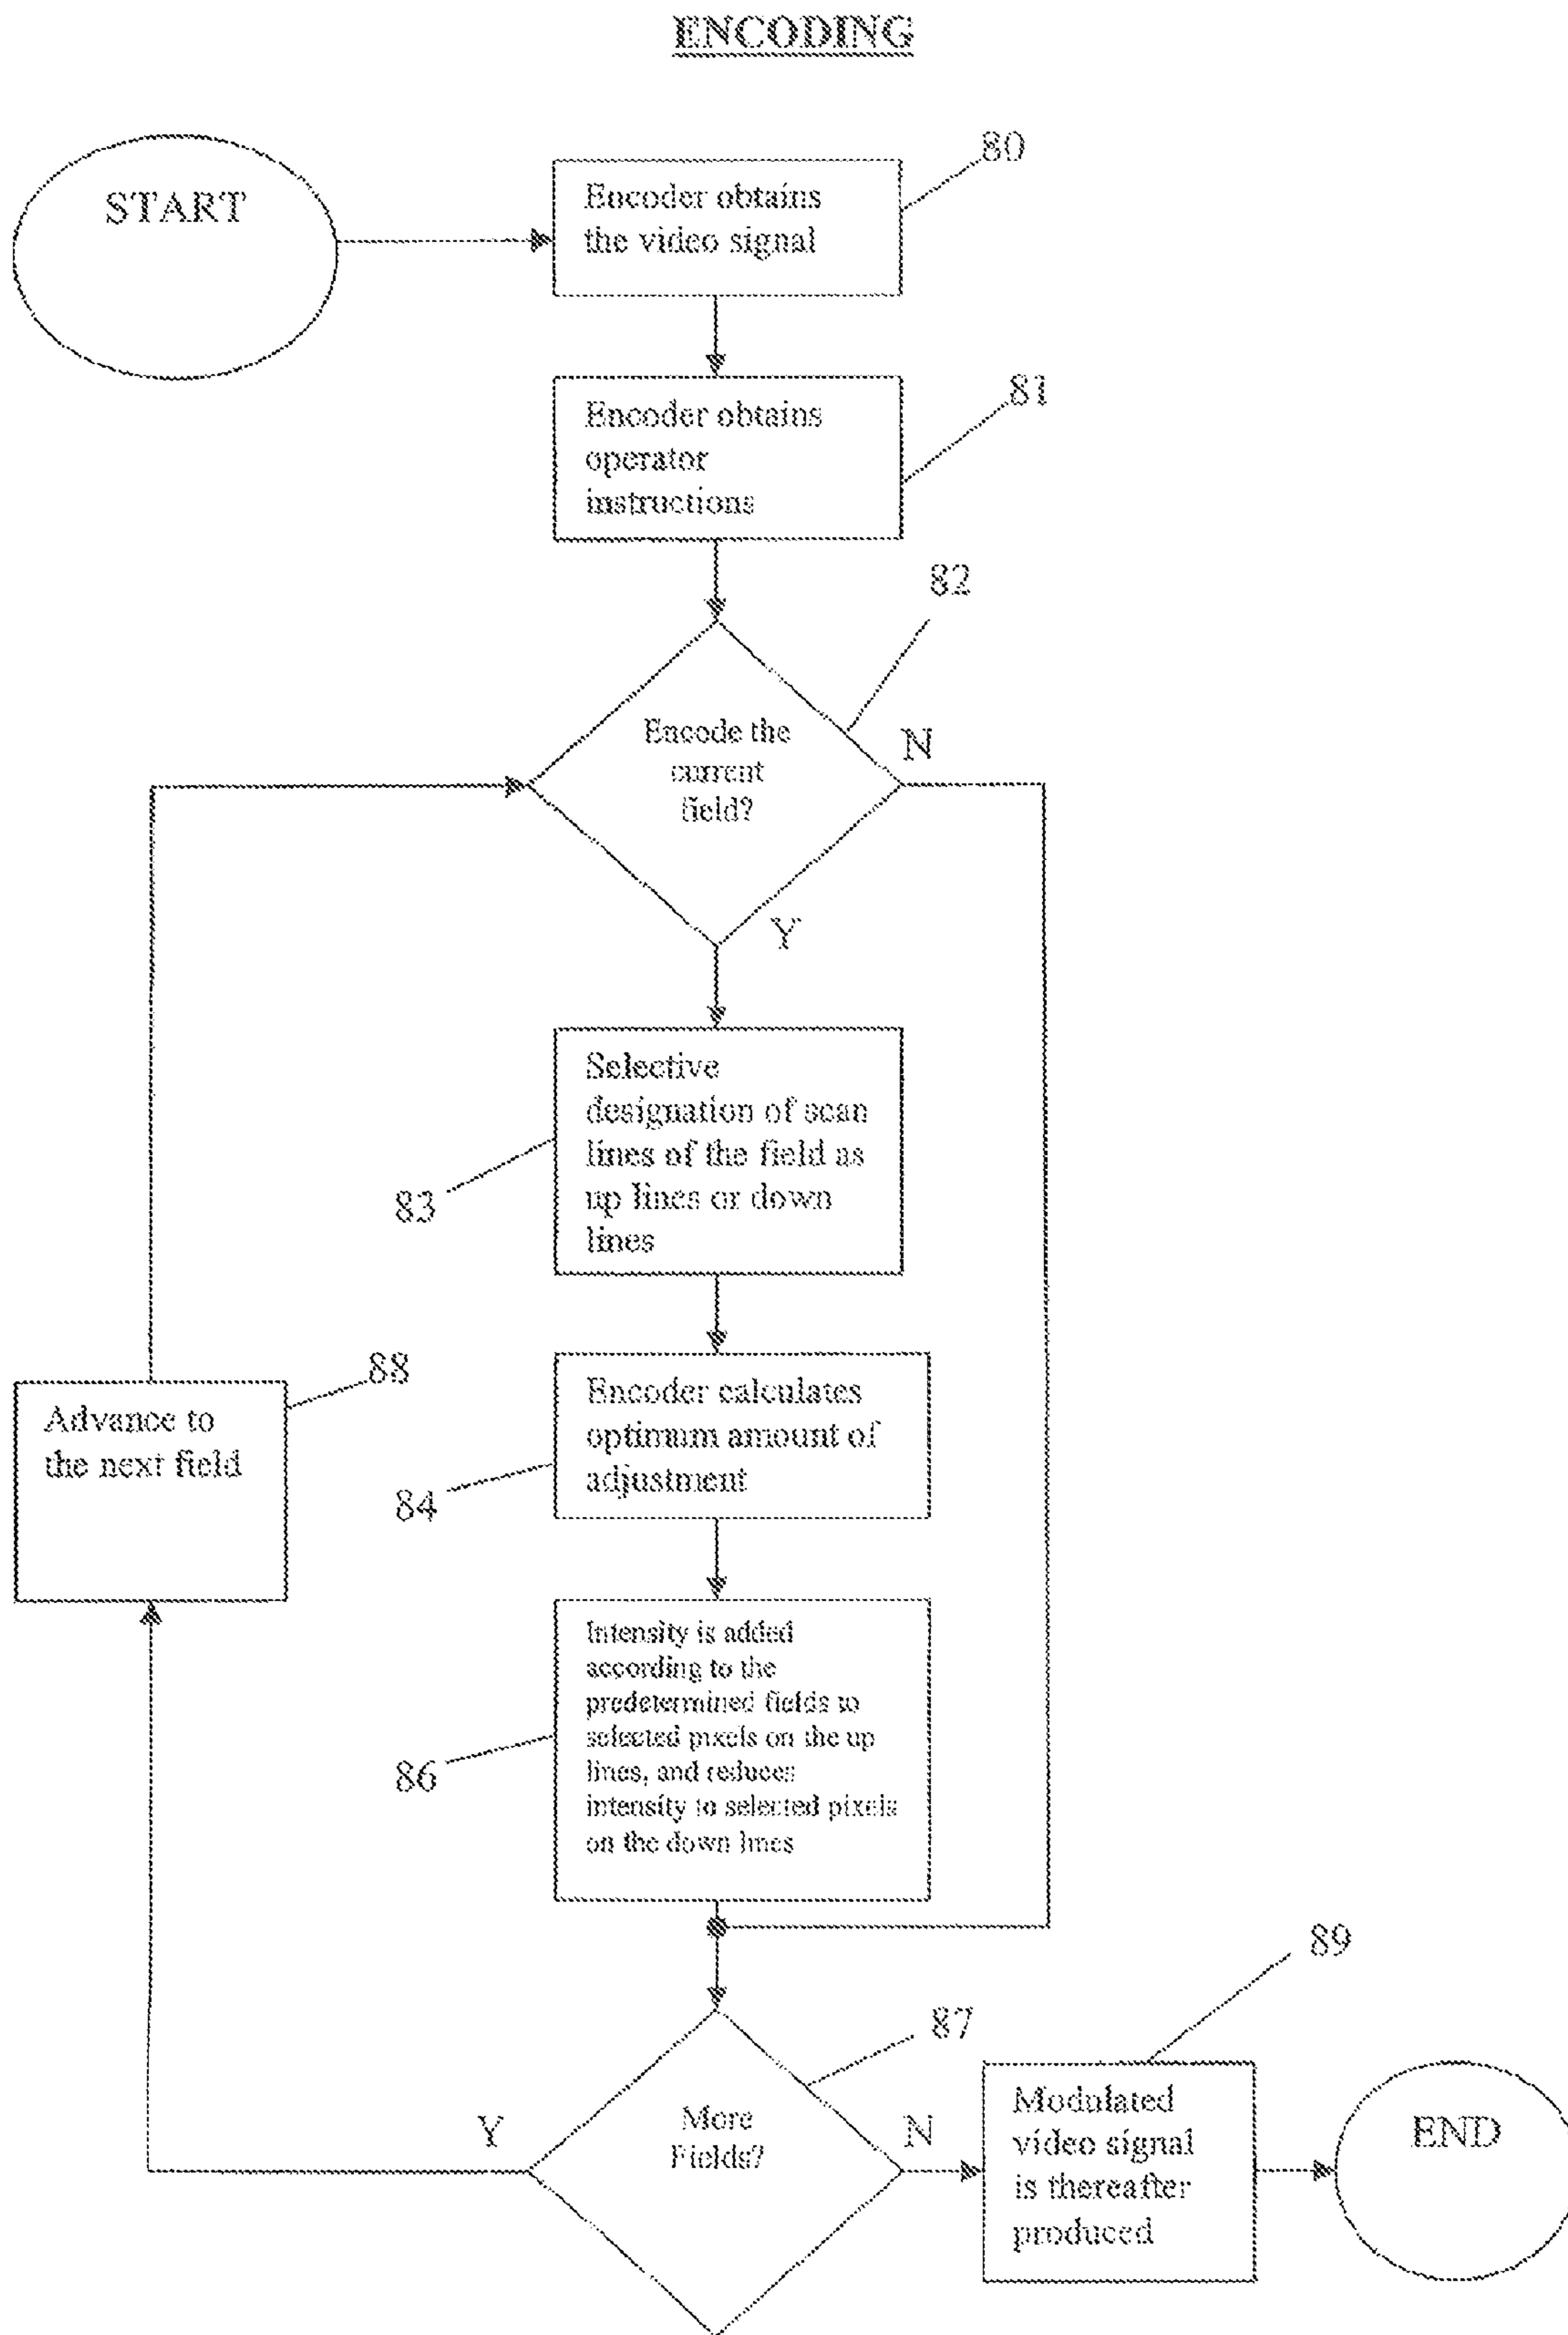 ENCODING
START
80
Encoder obtains
the video signal
81
Encoder obtains
operator
instructions
82
Encode the
current
field?
N
Y
83
Selective
designation of scan
lines of the field as
up lines or down
lines
88
Advance to
the next field
84
Encoder calculates
optimum amount of
adjustment
86
Intensity is added
according to the
predetermined fields to
selected pixels on the up
lines, and reduces
intensity to selected pixels
on the down lines
87
More
Fields?
Y
N
89
Modulated
video signal
is thereafter
produced
END